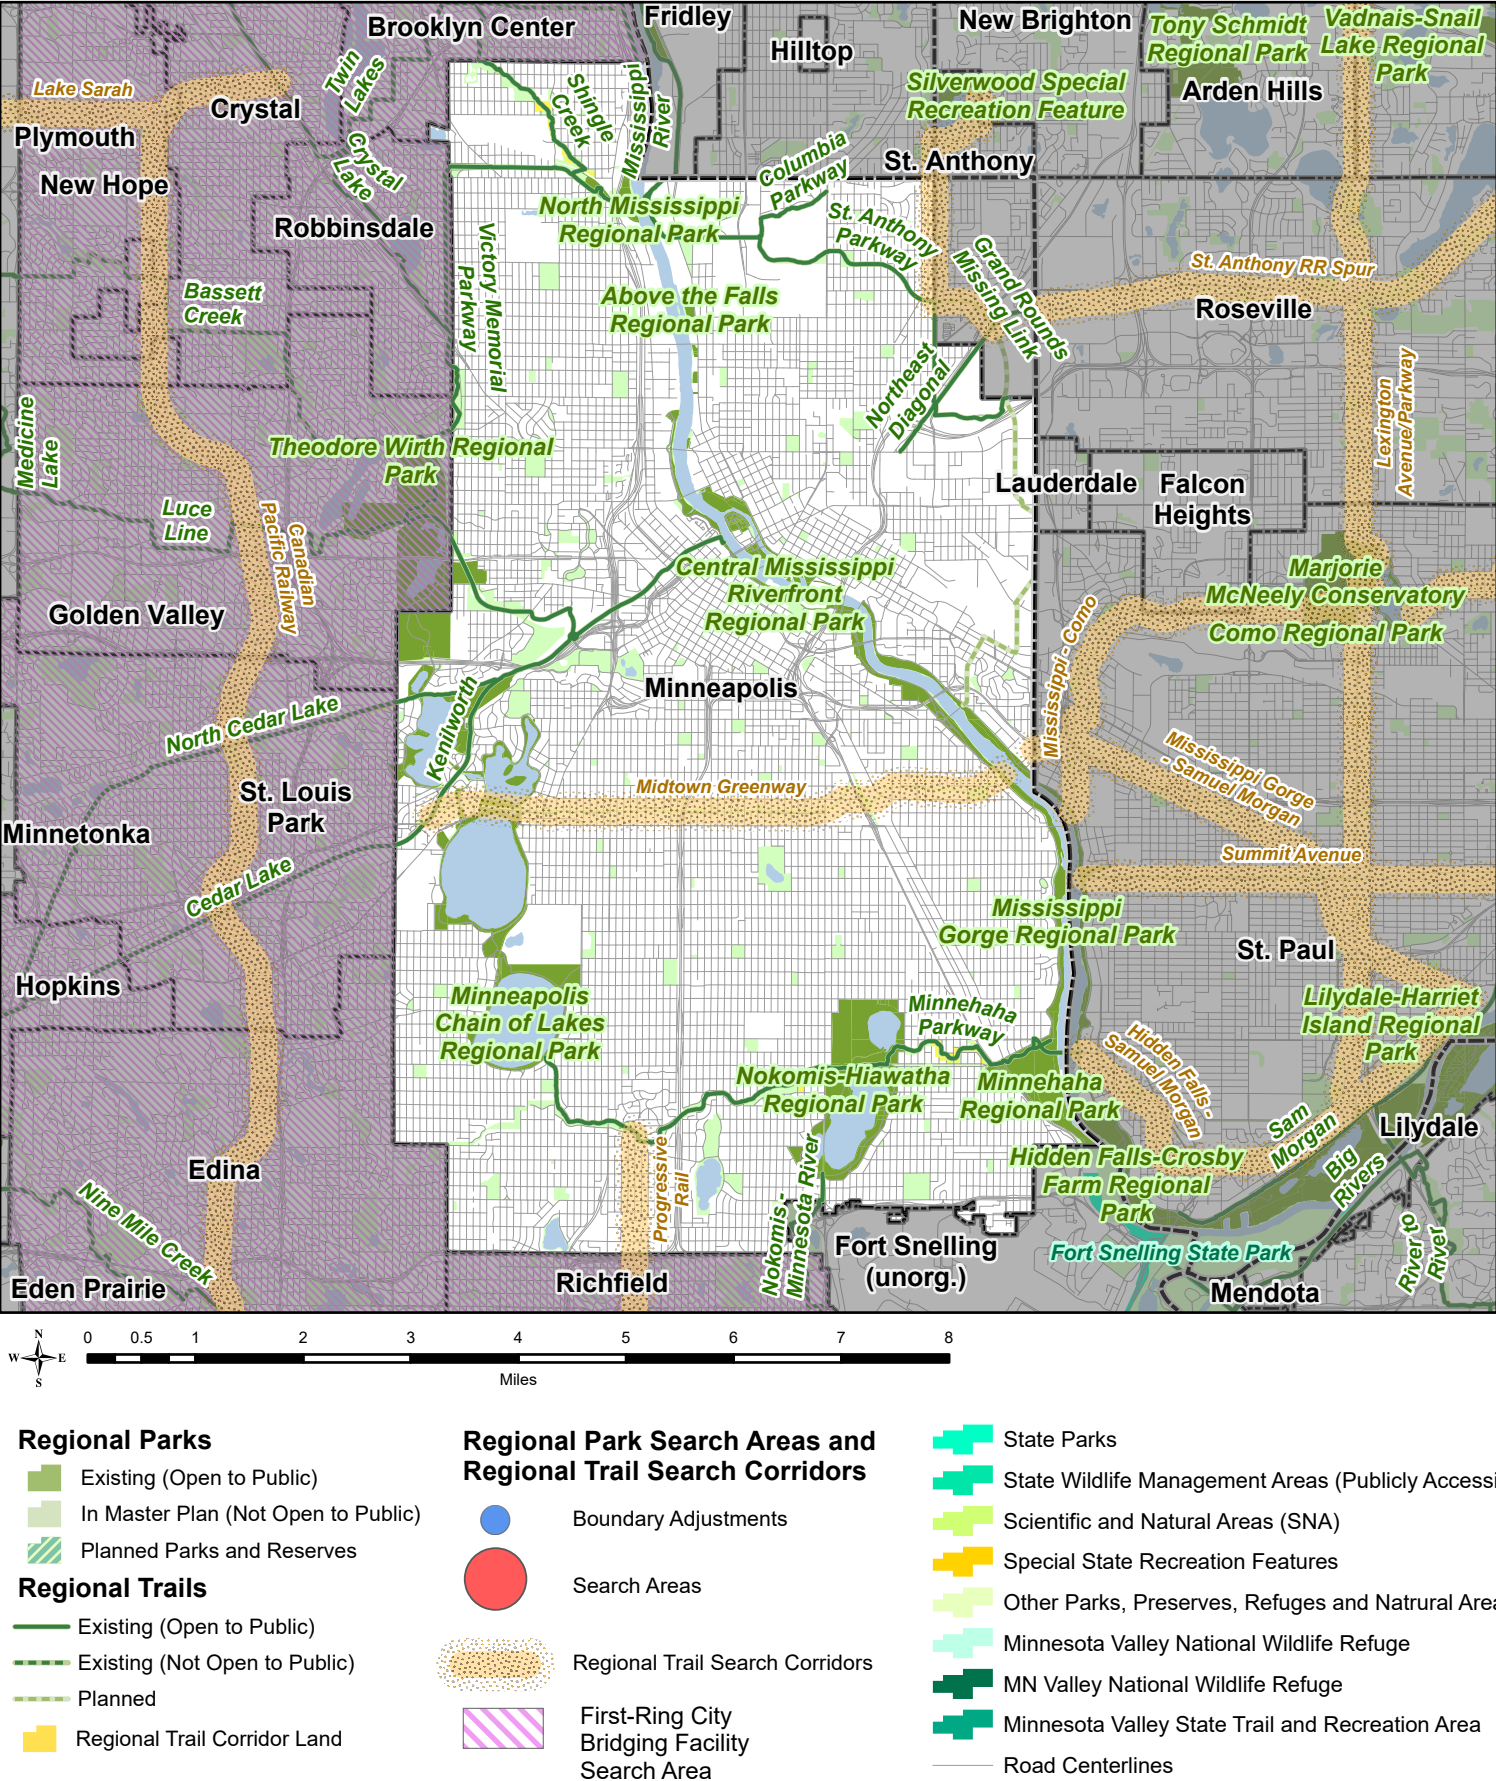 Brooklyn Center
Fridley
New Brighton
Hilltop
Tony Schmidt
Regional Park
Vadnais-Snail
Lake Regional
Park
Lake Sarah
Crystal
Twin
Lakes
Shingle
Creek
Mississippi
River
Silverwood Special
Recreation Feature
Arden Hills
Plymouth
New Hope
Crystal
Lake
Columbia
Parkway
St. Anthony
Robbinsdale
North Mississippi
Regional Park
St. Anthony
Parkway
Victory Memorial
Parkway
Grand Rounds
Missing Link
St. Anthony RR Spur
Roseville
Bassett
Creek
Above the Falls
Regional Park
Northeast
Diagonal
Lexington
Avenue/Parkway
Medicine
Lake
Theodore Wirth Regional
Park
Lauderdale
Falcon
Heights
Luce
Line
Canadian
Pacific Railway
Central Mississippi
Riverfront
Regional Park
Marjorie
McNeely Conservatory
Como Regional Park
Golden Valley
Minneapolis
Mississippi - Como
Kenilworth
North Cedar Lake
Mississippi Gorge
- Samuel Morgan
St. Louis
Park
Midtown Greenway
Minnetonka
Cedar Lake
Summit Avenue
Mississippi
Gorge Regional Park
St. Paul
Hopkins
Minneapolis
Chain of Lakes
Regional Park
Minnehaha
Parkway
Lilydale-Harriet
Island Regional
Park
Nokomis-Hiawatha
Regional Park
Minnehaha
Regional Park
Hidden Falls -
Samuel Morgan
Sam
Morgan
Lilydale
Edina
Progressive
Rail
Nokomis-
Minnesota River
Hidden Falls-Crosby
Farm Regional
Park
Big
Rivers
Nine Mile Creek
Fort Snelling
(unorg.)
Fort Snelling State Park
River to
River
Eden Prairie
Richfield
Mendota
N
W E
S
0 0.5 1 2 3 4 5 6 7 8
Miles
Regional Parks
Existing (Open to Public)
In Master Plan (Not Open to Public)
Planned Parks and Reserves
Regional Trails
Existing (Open to Public)
Existing (Not Open to Public)
Planned
Regional Trail Corridor Land
Regional Park Search Areas and
Regional Trail Search Corridors
Boundary Adjustments
Search Areas
Regional Trail Search Corridors
First-Ring City
Bridging Facility
Search Area
State Parks
State Wildlife Management Areas (Publicly Accessi
Scientific and Natural Areas (SNA)
Special State Recreation Features
Other Parks, Preserves, Refuges and Natrural Area
Minnesota Valley National Wildlife Refuge
MN Valley National Wildlife Refuge
Minnesota Valley State Trail and Recreation Area
Road Centerlines